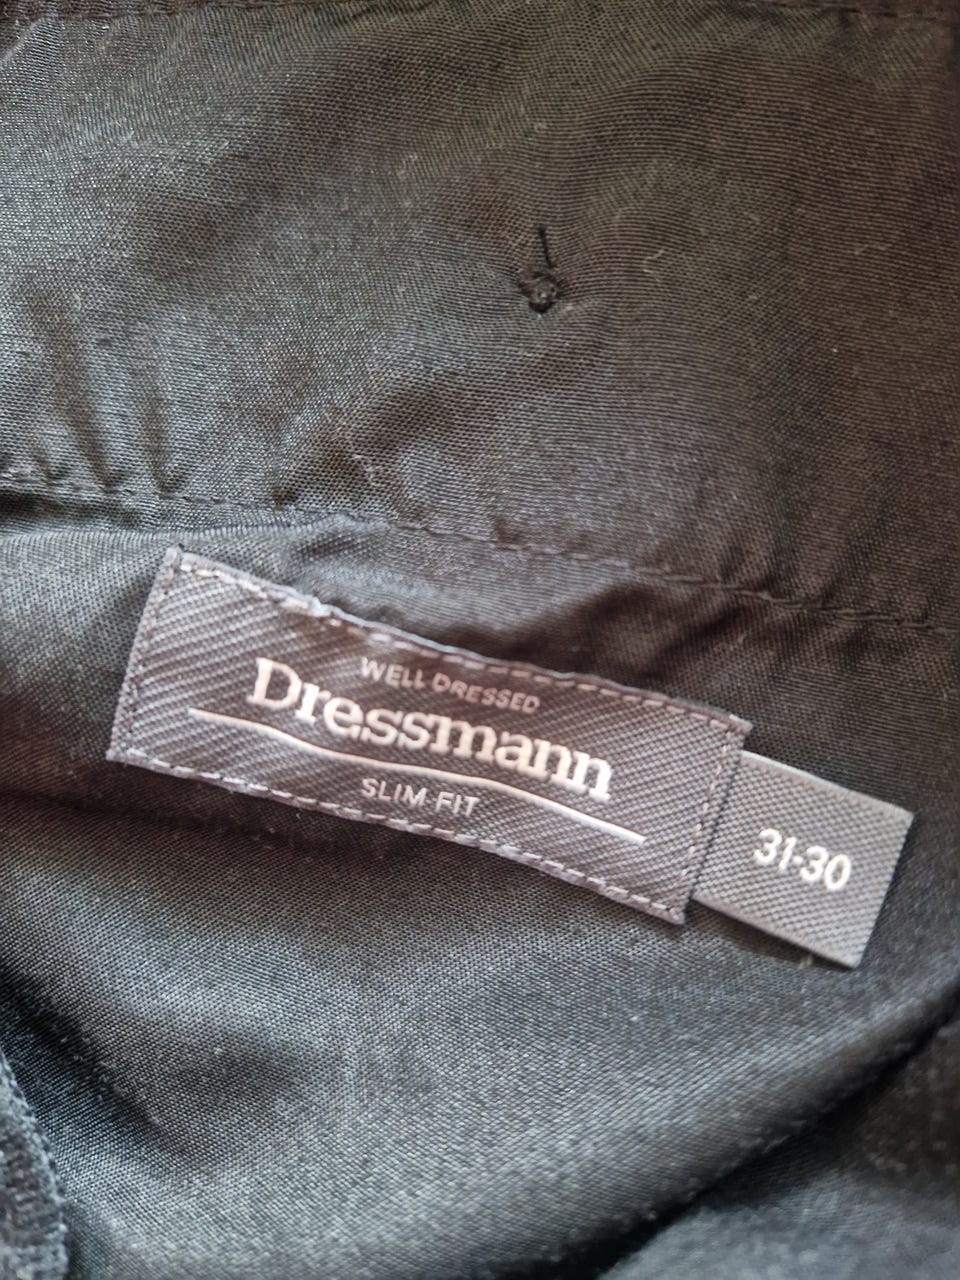 WELL DRESSED
Dressmann
SLIM FIT
31-30